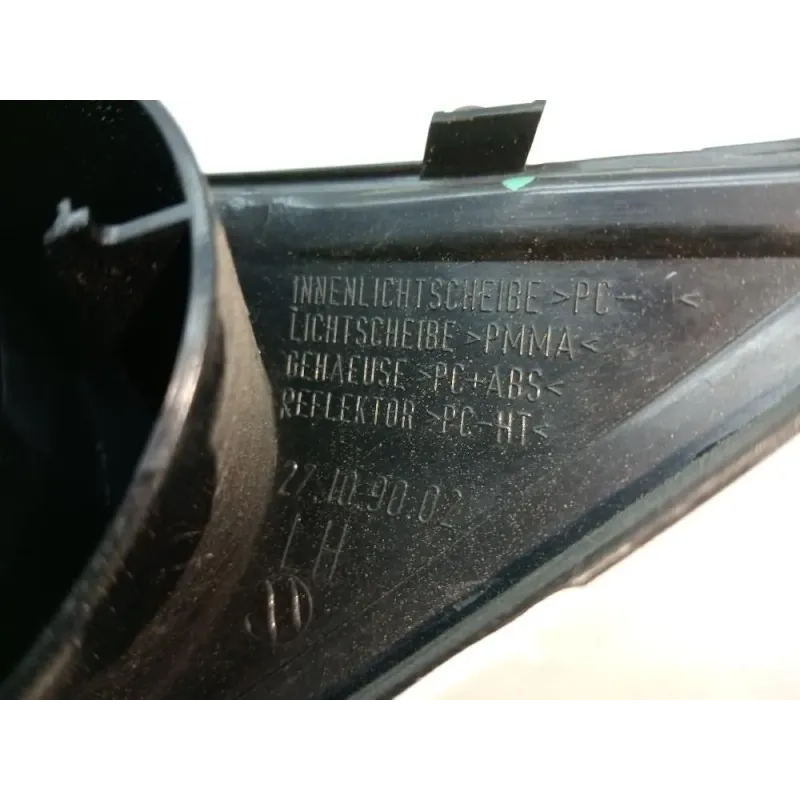 INNENLICHTSCHEIBE >PC- <
LICHTSCHEIBE >PMMA<
GEHAEUSE >PC+ABS<
REFLEKTOR >PC-HT<
27.10.90.02
LH